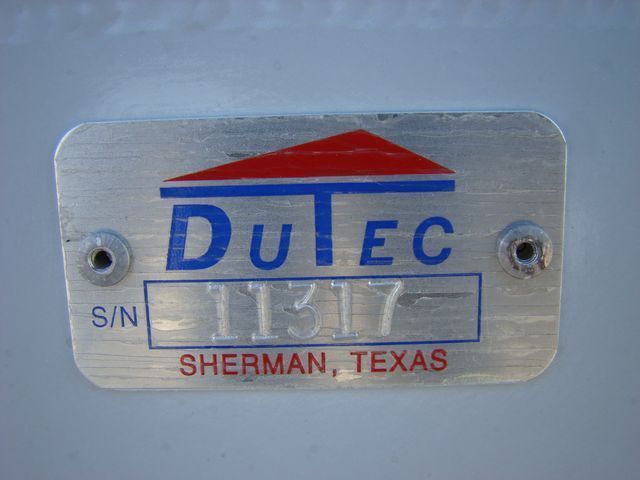 DUTEC
S/N 11317
SHERMAN, TEXAS